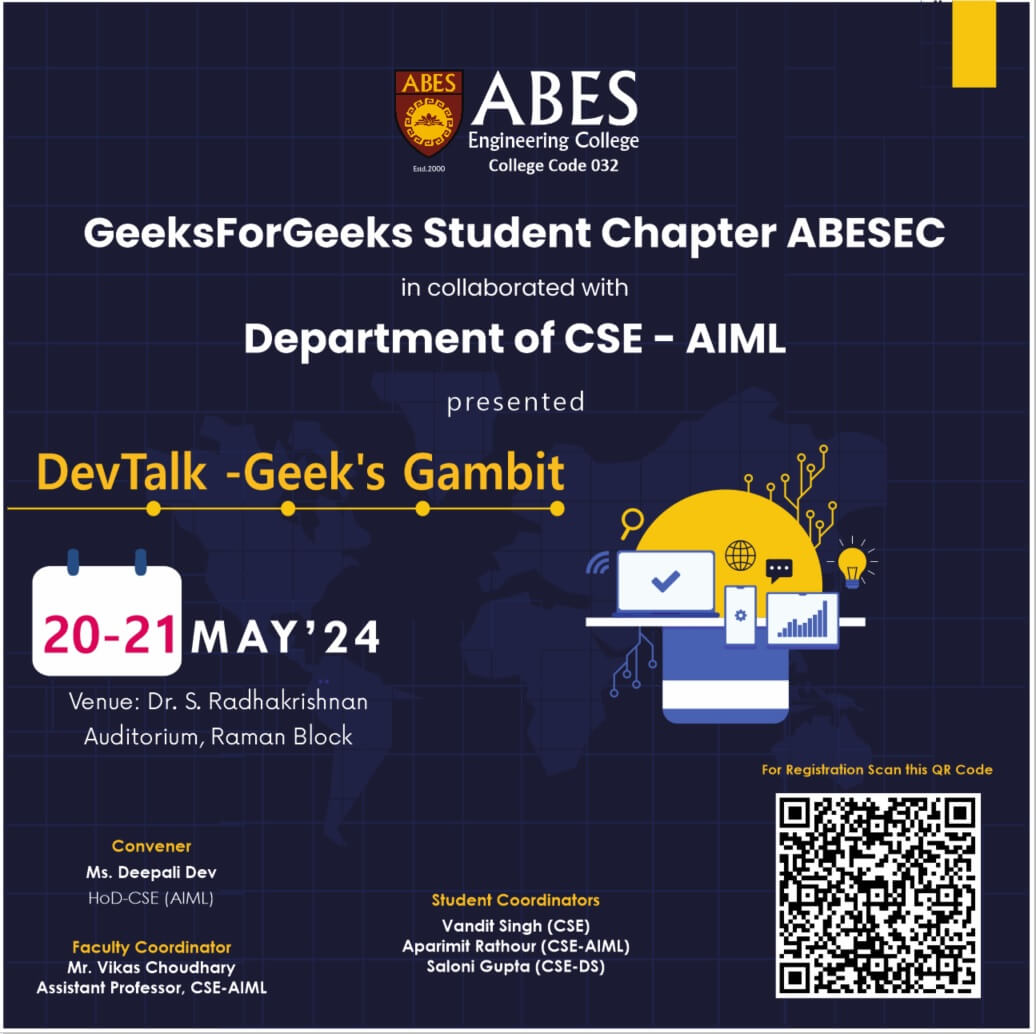 ABES
Estd.2000
ABES
Engineering College
College Code 032
GeeksForGeeks Student Chapter ABESEC
in collaborated with
Department of CSE - AIML
presented
DevTalk -Geek's Gambit
20-21 MAY'24
Venue: Dr. S. Radhakrishnan
Auditorium, Raman Block
For Registration Scan this QR Code
Convener
Ms. Deepali Dev
HoD-CSE (AIML)
Faculty Coordinator
Mr. Vikas Choudhary
Assistant Professor, CSE-AIML
Student Coordinators
Vandit Singh (CSE)
Aparimit Rathour (CSE-AIML)
Saloni Gupta (CSE-DS)